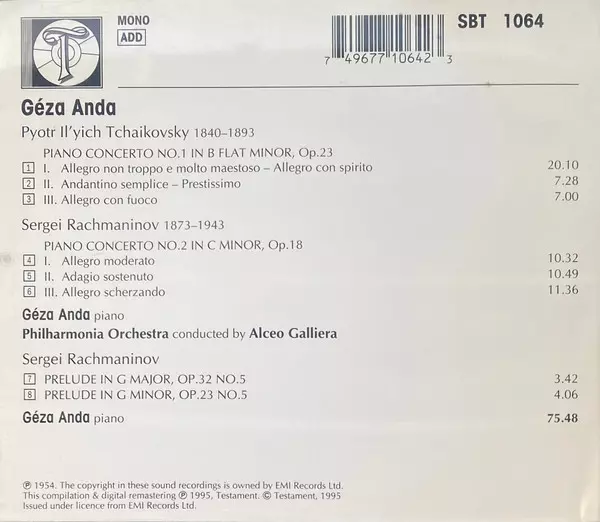 MONO
ADD
SBT 1064
7 49677 10642 3
T
Géza Anda
Pyotr Il'yich Tchaikovsky 1840–1893
PIANO CONCERTO NO.1 IN B FLAT MINOR, Op.23
1 I. Allegro non troppo e molto maestoso – Allegro con spirito 20.10
2 II. Andantino semplice – Prestissimo 7.28
3 III. Allegro con fuoco 7.00
Sergei Rachmaninov 1873–1943
PIANO CONCERTO NO.2 IN C MINOR, Op.18
4 I. Allegro moderato 10.32
5 II. Adagio sostenuto 10.49
6 III. Allegro scherzando 11.36
Géza Anda piano
Philharmonia Orchestra conducted by Alceo Galliera
Sergei Rachmaninov
7 PRELUDE IN G MAJOR, OP.32 NO.5 3.42
8 PRELUDE IN G MINOR, OP.23 NO.5 4.06
Géza Anda piano 75.48
℗ 1954. The copyright in these sound recordings is owned by EMI Records Ltd.
This compilation & digital remastering ℗ 1995, Testament. © Testament, 1995
Issued under licence from EMI Records Ltd.